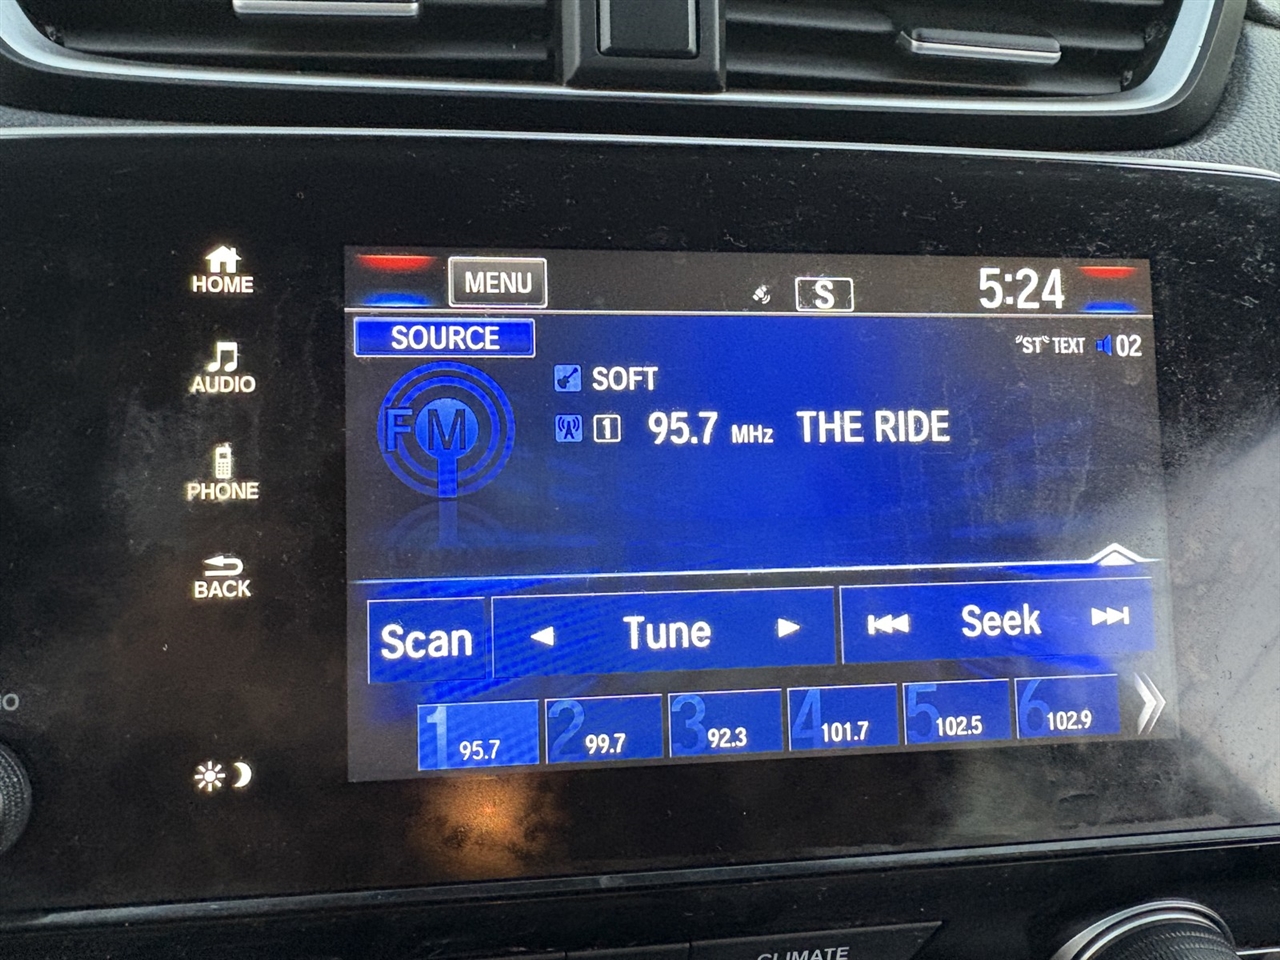 HOME
AUDIO
PHONE
BACK
MENU
S
5:24
SOURCE
"ST" TEXT 02
FM
SOFT
1 95.7 MHz THE RIDE
Scan
Tune
Seek
1 95.7
2 99.7
3 92.3
4 101.7
5 102.5
6 102.9
CLIMATE